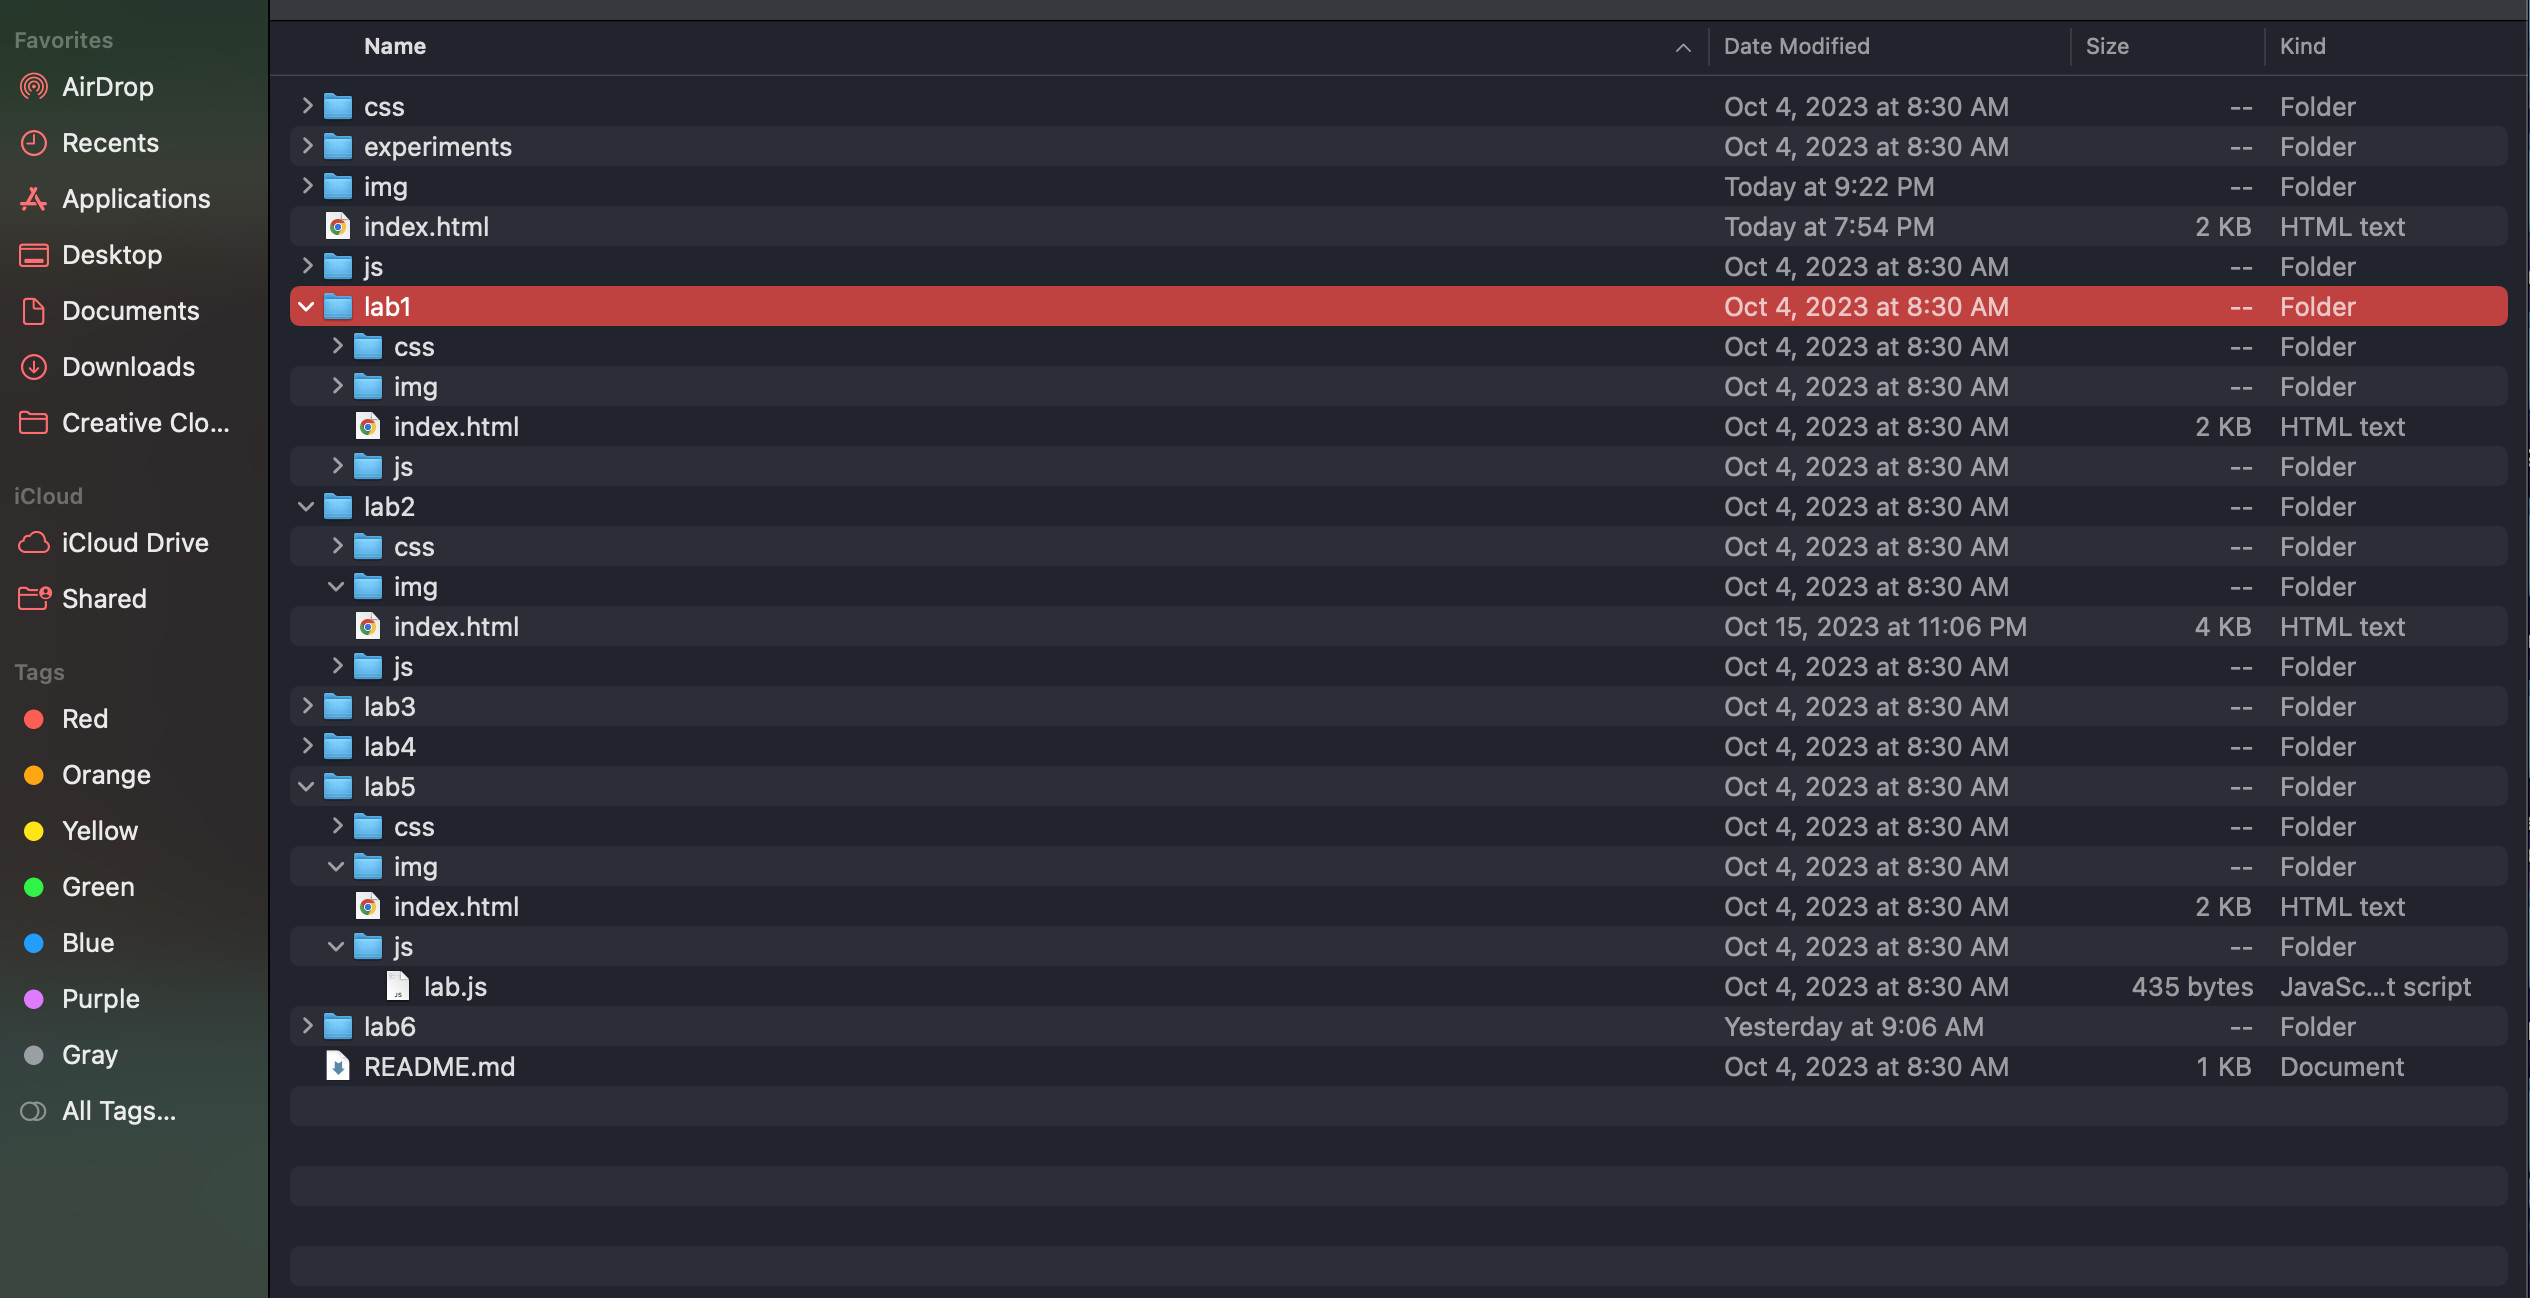 Favorites
AirDrop
Recents
Applications
Desktop
Documents
Downloads
Creative Clo...
iCloud
iCloud Drive
Shared
Tags
Red
Orange
Yellow
Green
Blue
Purple
Gray
All Tags...
Name Date Modified Size Kind
css Oct 4, 2023 at 8:30 AM -- Folder
experiments Oct 4, 2023 at 8:30 AM -- Folder
img Today at 9:22 PM -- Folder
index.html Today at 7:54 PM 2 KB HTML text
js Oct 4, 2023 at 8:30 AM -- Folder
lab1 Oct 4, 2023 at 8:30 AM -- Folder
css Oct 4, 2023 at 8:30 AM -- Folder
img Oct 4, 2023 at 8:30 AM -- Folder
index.html Oct 4, 2023 at 8:30 AM 2 KB HTML text
js Oct 4, 2023 at 8:30 AM -- Folder
lab2 Oct 4, 2023 at 8:30 AM -- Folder
css Oct 4, 2023 at 8:30 AM -- Folder
img Oct 4, 2023 at 8:30 AM -- Folder
index.html Oct 15, 2023 at 11:06 PM 4 KB HTML text
js Oct 4, 2023 at 8:30 AM -- Folder
lab3 Oct 4, 2023 at 8:30 AM -- Folder
lab4 Oct 4, 2023 at 8:30 AM -- Folder
lab5 Oct 4, 2023 at 8:30 AM -- Folder
css Oct 4, 2023 at 8:30 AM -- Folder
img Oct 4, 2023 at 8:30 AM -- Folder
index.html Oct 4, 2023 at 8:30 AM 2 KB HTML text
js Oct 4, 2023 at 8:30 AM -- Folder
lab.js Oct 4, 2023 at 8:30 AM 435 bytes JavaSc...t script
lab6 Yesterday at 9:06 AM -- Folder
README.md Oct 4, 2023 at 8:30 AM 1 KB Document